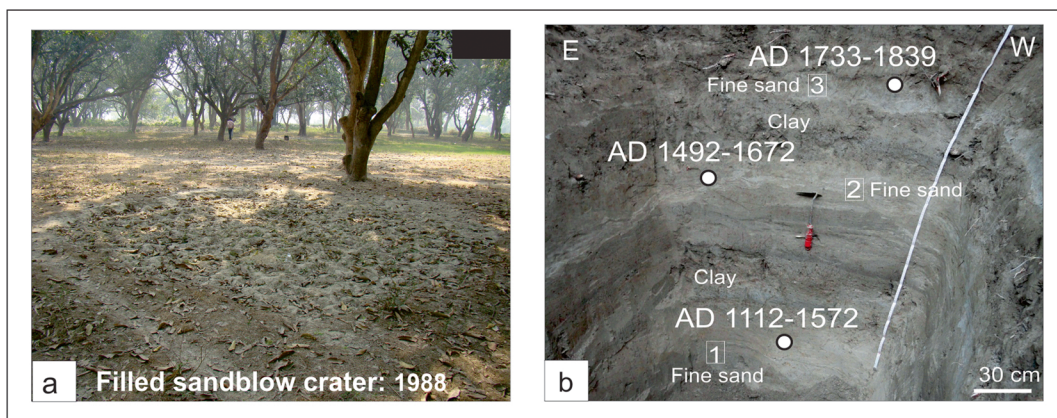 a
Filled sandblow crater: 1988
E
W
AD 1733-1839
Fine sand 3
Clay
AD 1492-1672
2 Fine sand
Clay
AD 1112-1572
1
Fine sand
b
30 cm